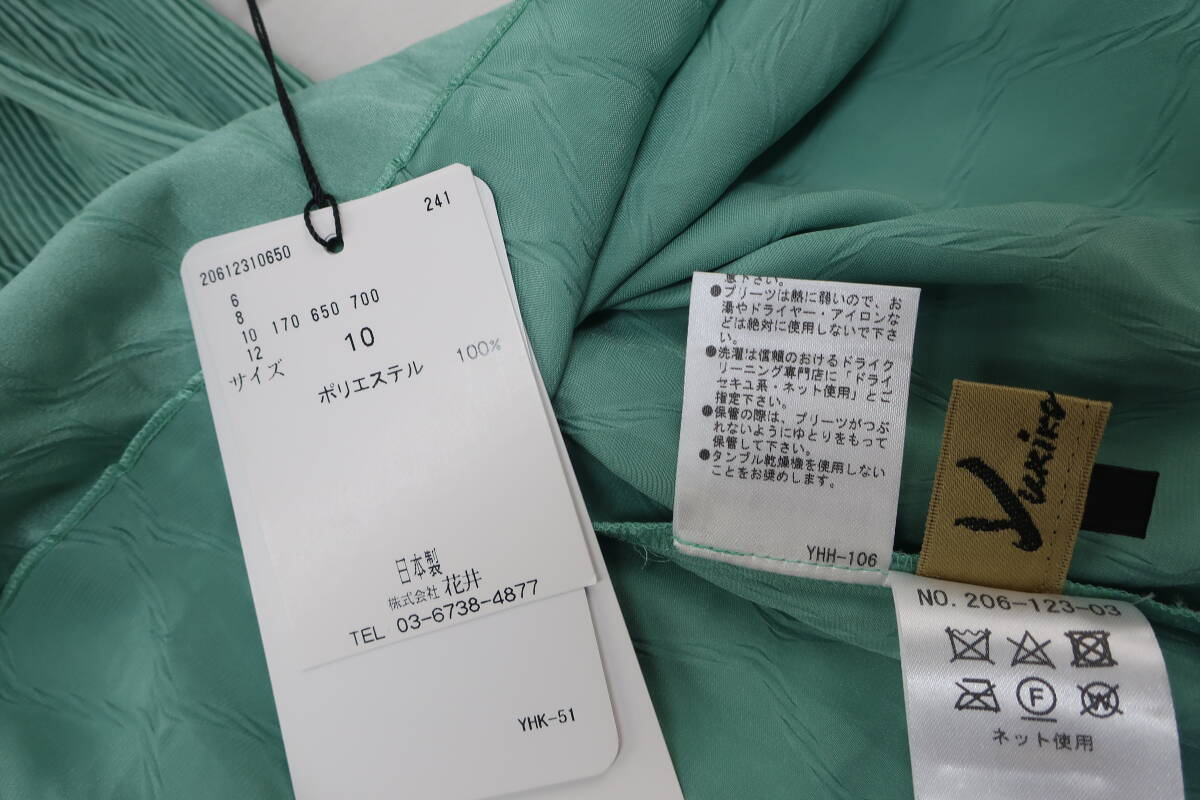 241
20612310650
6
8
10 170 650 700
12
サイズ 10
ポリエステル 100%
日本製
株式会社 花井
TEL 03-6738-4877
YHK-51
意下さい。
●プリーツは熱に弱いので、お
湯やドライヤー・アイロンな
どは絶対に使用しないで下さ
い。
●洗濯は信頼のおけるドライク
リーニング専門店に「ドライ
セキユ系・ネット使用」とご
指定下さい。
●保管の際は、プリーツがつぶ
れないようにゆとりをもって
保管して下さい。
●タンブル乾燥機を使用しない
ことをお奨めします。
YHH-106
Yukiko
NO. 206-123-03
F
W
ネット使用